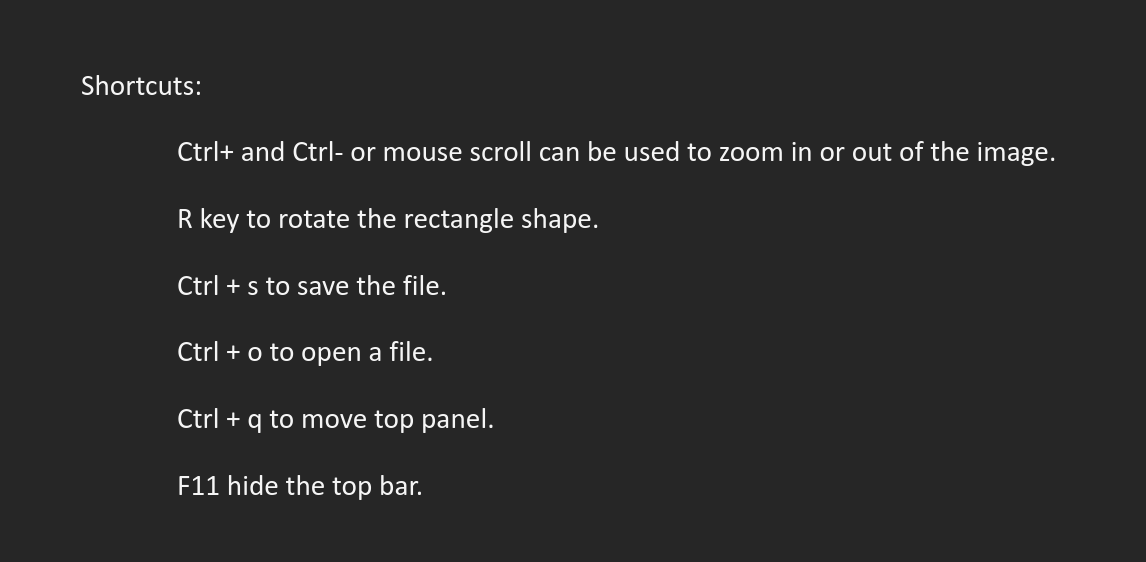 Shortcuts:
Ctrl+ and Ctrl- or mouse scroll can be used to zoom in or out of the image.
R key to rotate the rectangle shape.
Ctrl + s to save the file.
Ctrl + o to open a file.
Ctrl + q to move top panel.
F11 hide the top bar.